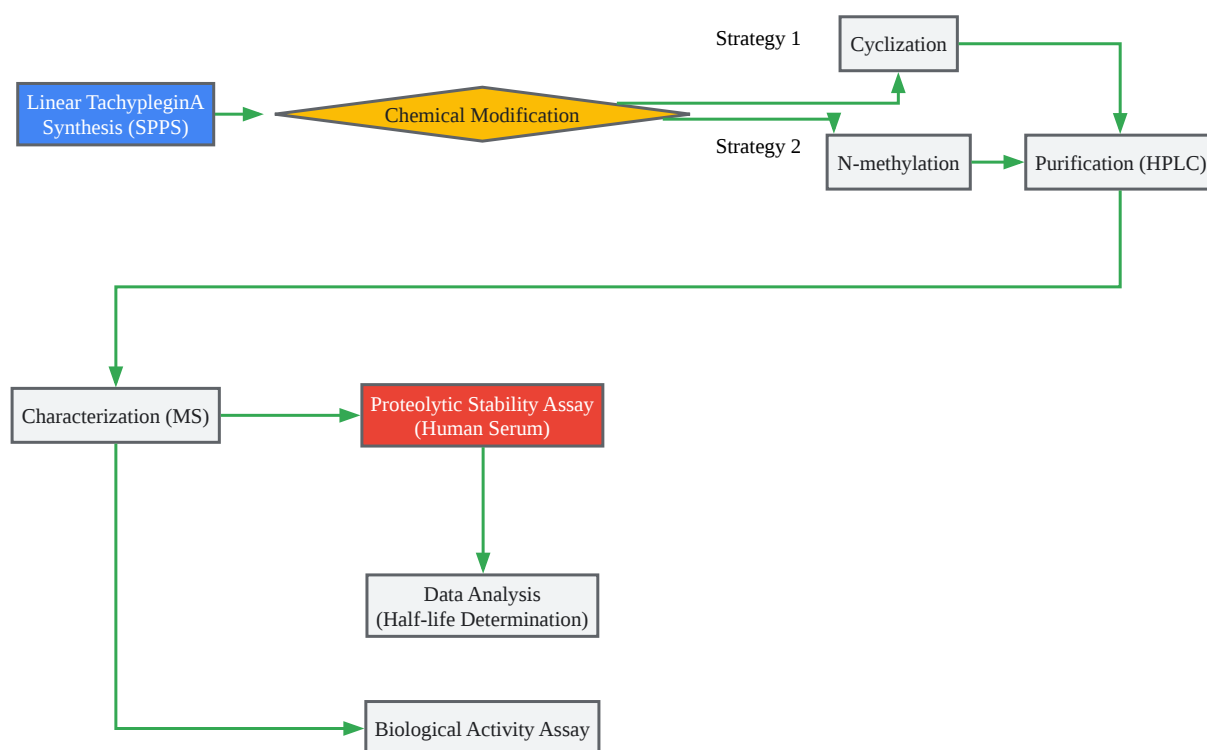 Strategy 1
Cyclization
Linear TachypleginA
Synthesis (SPPS)
Chemical Modification
Strategy 2
N-methylation
Purification (HPLC)
Characterization (MS)
Proteolytic Stability Assay
(Human Serum)
Data Analysis
(Half-life Determination)
Biological Activity Assay